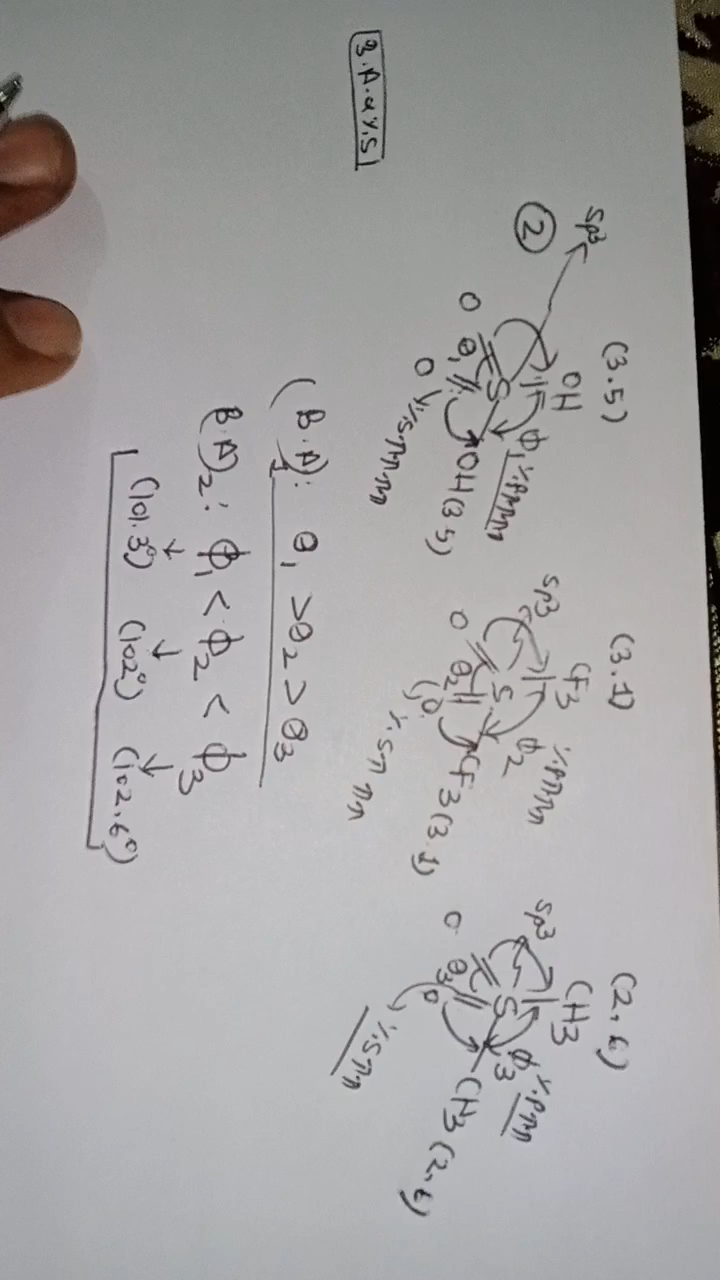 (3.5) (3.1) (2.6)
sp3 OH sp3 CF3 sp3 CH3
② ϕ1 %P↑↑↑↑ ϕ2 %P↑↑↑ ϕ3 %P↑↑
O S OH(3.5) O S CF3(3.1) O S CH3(2.6)
θ1 θ2 θ3
O O O
%S↑↑↑↑ %S↑↑↑ %S↑↑
B.A. α %S
(B.A)1: θ1 > θ2 > θ3
B.A)2: ϕ1 < ϕ2 < ϕ3
↓ ↓ ↓
(101.3°) (102°) (102.6°)